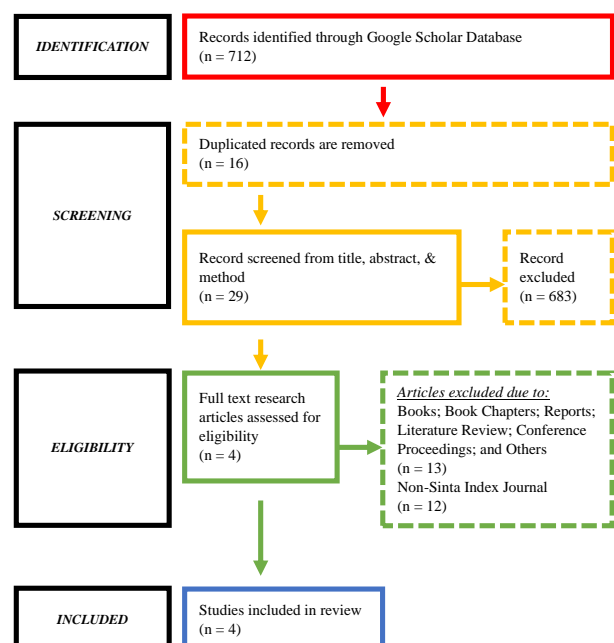 IDENTIFICATION
Records identified through Google Scholar Database
(n = 712)
SCREENING
Duplicated records are removed
(n = 16)
Record screened from title, abstract, &
method
(n = 29)
Record
excluded
(n = 683)
ELIGIBILITY
Full text research
articles assessed for
eligibility
(n = 4)
Articles excluded due to:
Books; Book Chapters; Reports;
Literature Review; Conference
Proceedings; and Others
(n = 13)
Non-Sinta Index Journal
(n = 12)
INCLUDED
Studies included in review
(n = 4)